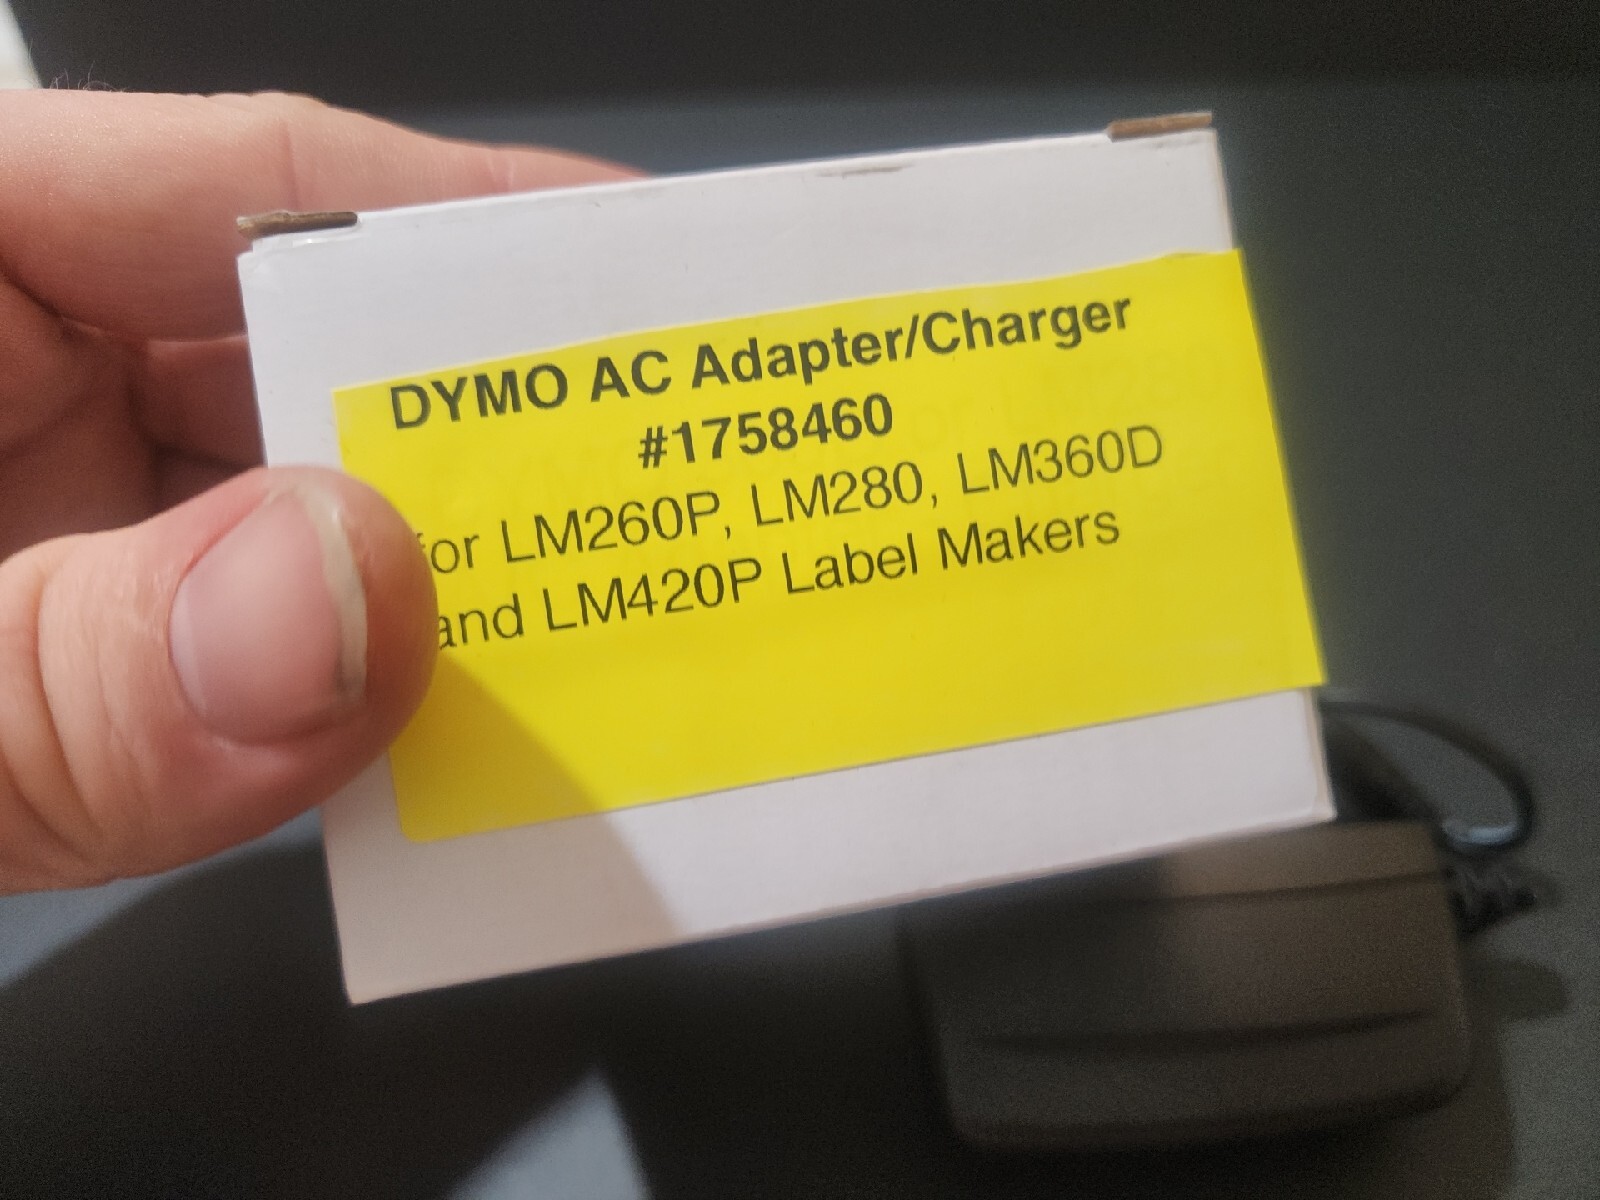 DYMO AC Adapter/Charger
#1758460
for LM260P, LM280, LM360D
and LM420P Label Makers